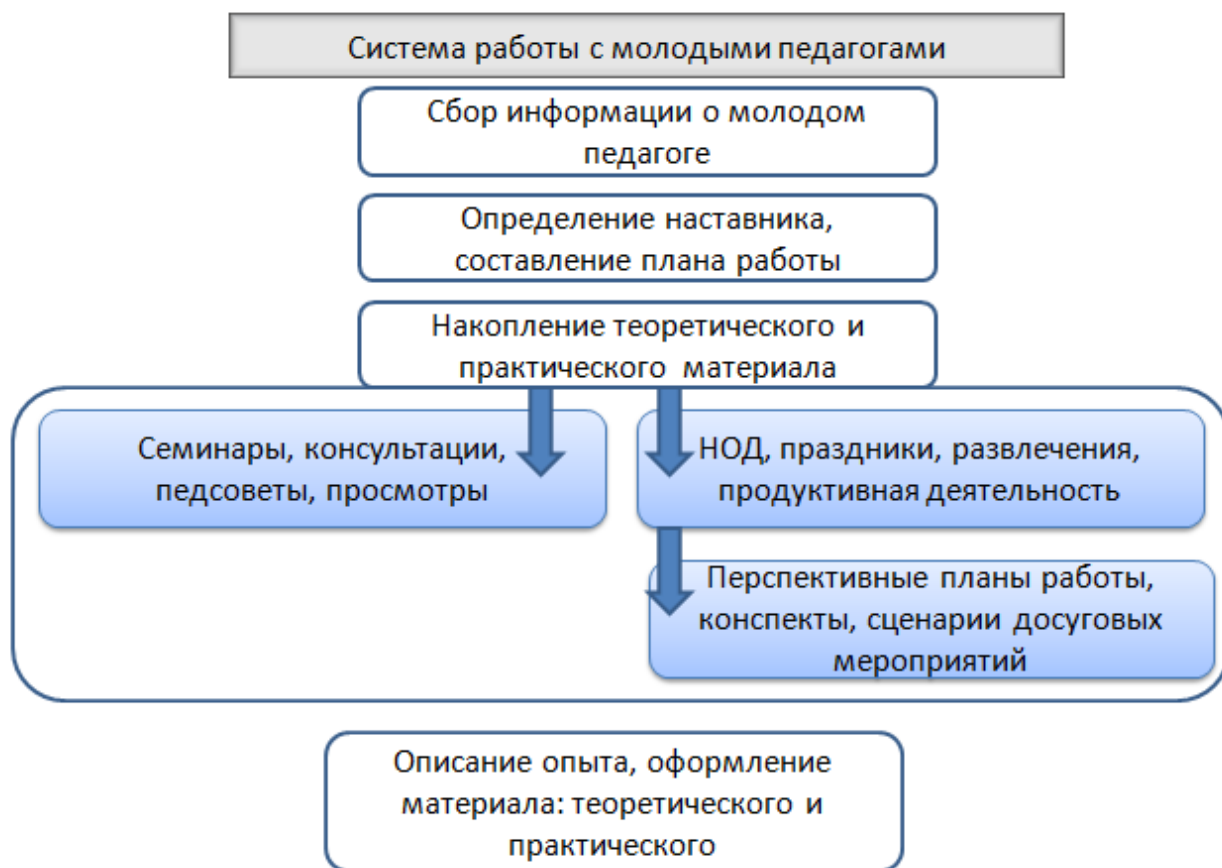 Система работы с молодыми педагогами
Сбор информации о молодом
педагоге
Определение наставника,
составление плана работы
Накопление теоретического и
практического материала
Семинары, консультации,
педсоветы, просмотры
НОД, праздники, развлечения,
продуктивная деятельность
Перспективные планы работы,
конспекты, сценарии досуговых
мероприятий
Описание опыта, оформление
материала: теоретического и
практического